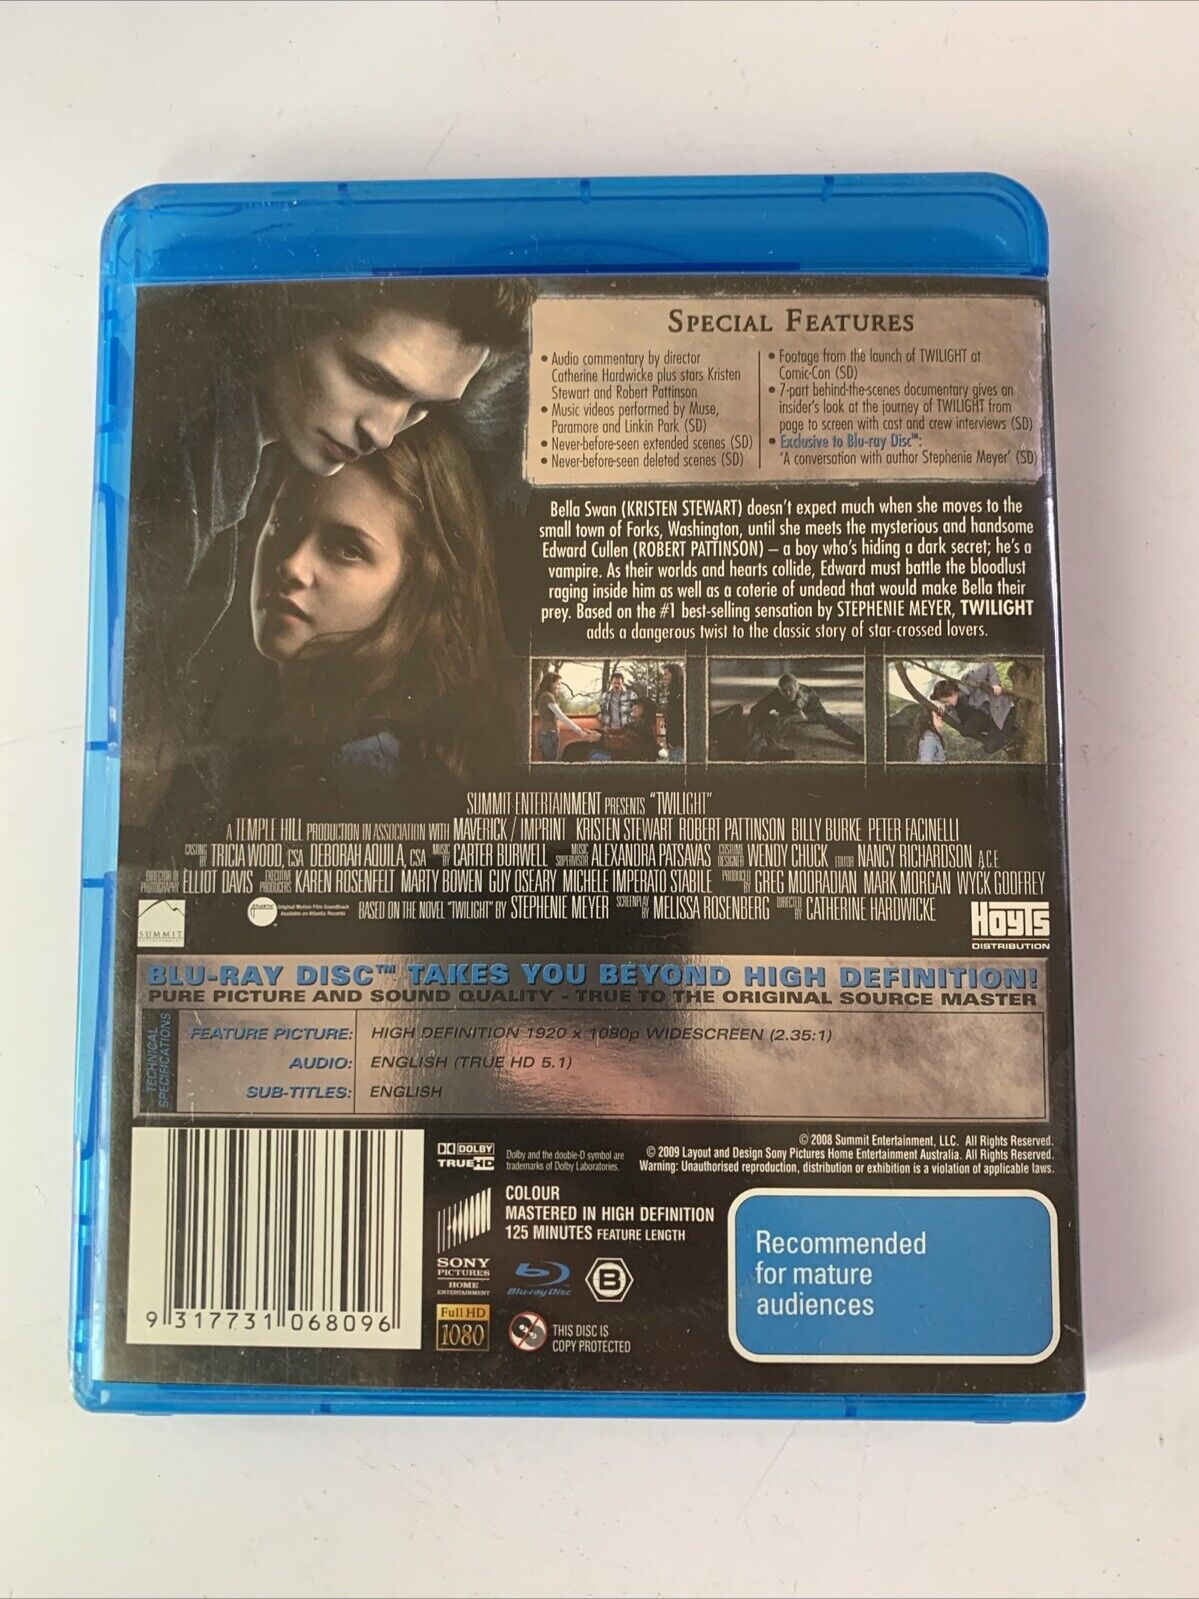 SPECIAL FEATURES
• Audio commentary by director
Catherine Hardwicke plus stars Kristen
Stewart and Robert Pattinson
• Music videos performed by Muse,
Paramore and Linkin Park (SD)
• Never-before-seen extended scenes (SD)
• Never-before-seen deleted scenes (SD)
• Footage from the launch of TWILIGHT at
Comic-Con (SD)
• 7-part behind-the-scenes documentary gives an
insider's look at the journey of TWILIGHT from
page to screen with cast and crew interviews (SD)
• Exclusive to Blu-ray Disc™:
'A conversation with author Stephenie Meyer' (SD)
Bella Swan (KRISTEN STEWART) doesn't expect much when she moves to the
small town of Forks, Washington, until she meets the mysterious and handsome
Edward Cullen (ROBERT PATTINSON) – a boy who's hiding a dark secret; he's a
vampire. As their worlds and hearts collide, Edward must battle the bloodlust
raging inside him as well as a coterie of undead that would make Bella their
prey. Based on the #1 best-selling sensation by STEPHENIE MEYER, TWILIGHT
adds a dangerous twist to the classic story of star-crossed lovers.
SUMMIT ENTERTAINMENT PRESENTS "TWILIGHT"
A TEMPLE HILL PRODUCTION IN ASSOCIATION WITH MAVERICK / IMPRINT KRISTEN STEWART ROBERT PATTINSON BILLY BURKE PETER FACINELLI
CASTING BY TRICIA WOOD, CSA DEBORAH AQUILA, CSA MUSIC BY CARTER BURWELL MUSIC SUPERVISOR ALEXANDRA PATSAVAS COSTUME DESIGNER WENDY CHUCK EDITOR NANCY RICHARDSON A.C.E.
DIRECTOR OF PHOTOGRAPHY ELLIOT DAVIS EXECUTIVE PRODUCERS KAREN ROSENFELT MARTY BOWEN GUY OSEARY MICHELE IMPERATO STABILE PRODUCED BY GREG MOORADIAN MARK MORGAN WYCK GODFREY
SUMMIT
ENTERTAINMENT
ATLANTIC
Original Motion Film Soundtrack
Available on Atlantic Records
BASED ON THE NOVEL "TWILIGHT" BY STEPHENIE MEYER SCREENPLAY BY MELISSA ROSENBERG DIRECTED BY CATHERINE HARDWICKE
HOYTS
DISTRIBUTION
BLU-RAY DISC™ TAKES YOU BEYOND HIGH DEFINITION!
PURE PICTURE AND SOUND QUALITY - TRUE TO THE ORIGINAL SOURCE MASTER
TECHNICAL
SPECIFICATIONS
FEATURE PICTURE: HIGH DEFINITION 1920 x 1080p WIDESCREEN (2.35:1)
AUDIO: ENGLISH (TRUE HD 5.1)
SUB-TITLES: ENGLISH
9 317731 068096
DOLBY
TRUEHD
Dolby and the double-D symbol are
trademarks of Dolby Laboratories.
© 2008 Summit Entertainment, LLC. All Rights Reserved.
© 2009 Layout and Design Sony Pictures Home Entertainment Australia. All Rights Reserved.
Warning: Unauthorised reproduction, distribution or exhibition is a violation of applicable laws.
COLOUR
MASTERED IN HIGH DEFINITION
125 MINUTES FEATURE LENGTH
SONY
PICTURES
HOME
ENTERTAINMENT
Blu-ray Disc
B
Full HD
1080
THIS DISC IS
COPY PROTECTED
Recommended
for mature
audiences